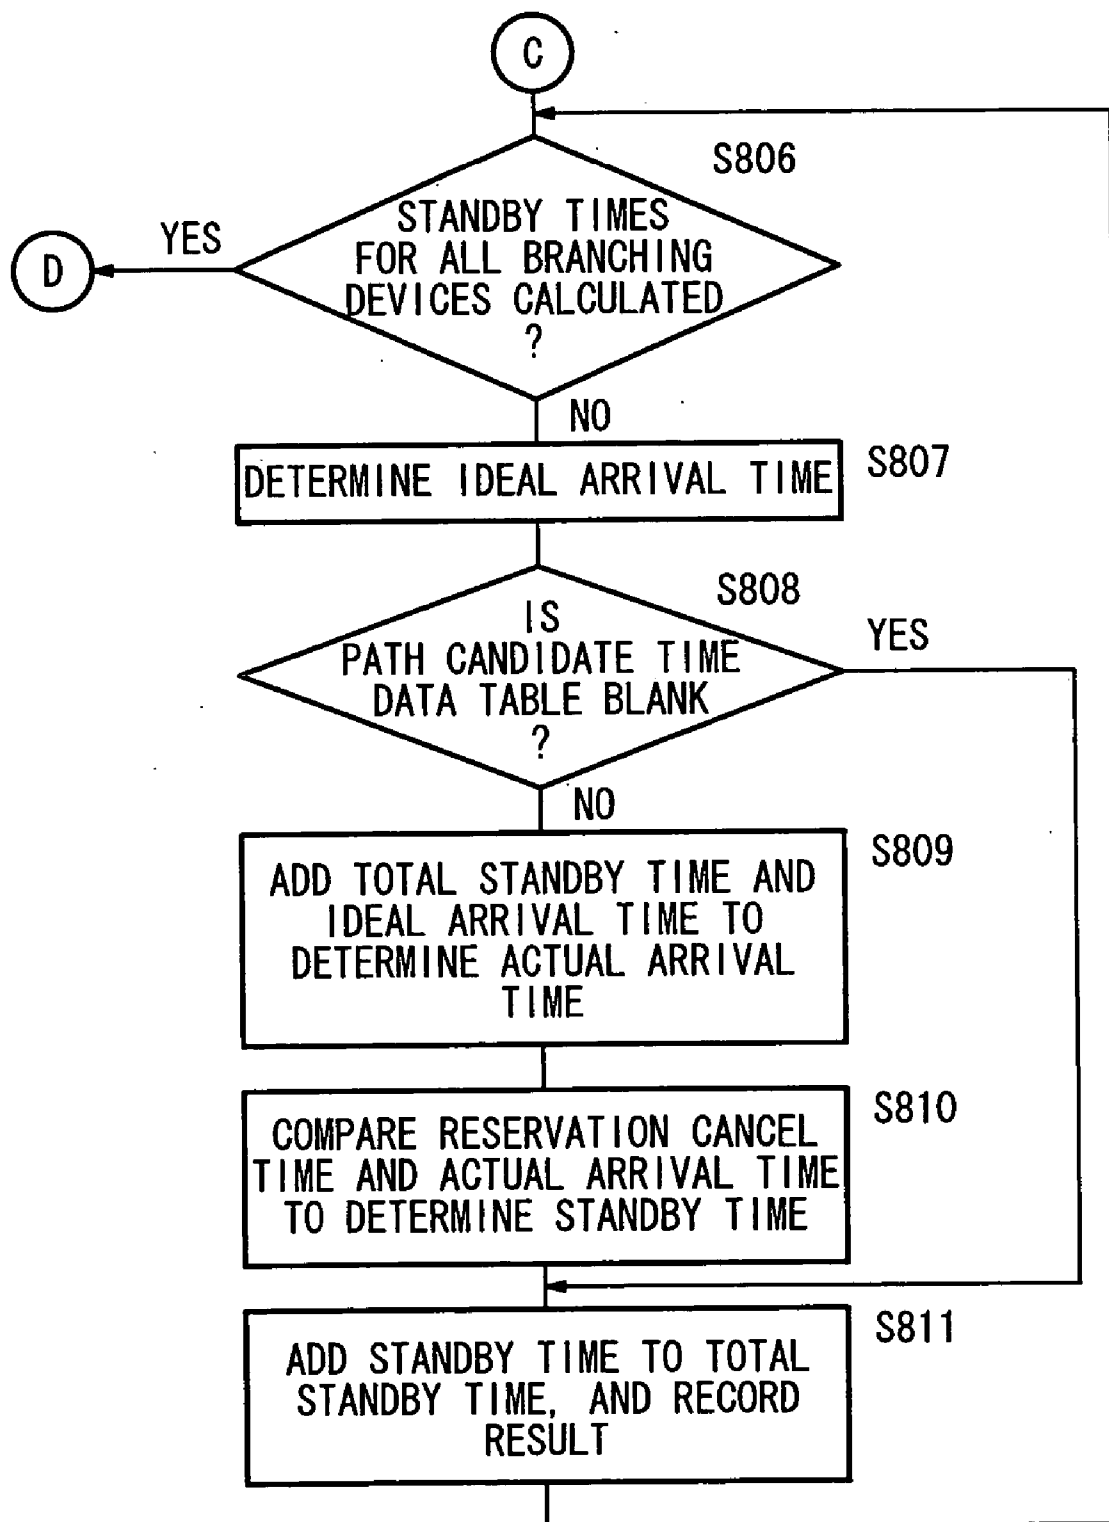 C
S806
STANDBY TIMES
FOR ALL BRANCHING
DEVICES CALCULATED
?
YES
D
NO
DETERMINE IDEAL ARRIVAL TIME
S807
S808
IS
PATH CANDIDATE TIME
DATA TABLE BLANK
?
YES
NO
S809
ADD TOTAL STANDBY TIME AND
IDEAL ARRIVAL TIME TO
DETERMINE ACTUAL ARRIVAL
TIME
S810
COMPARE RESERVATION CANCEL
TIME AND ACTUAL ARRIVAL TIME
TO DETERMINE STANDBY TIME
S811
ADD STANDBY TIME TO TOTAL
STANDBY TIME, AND RECORD
RESULT